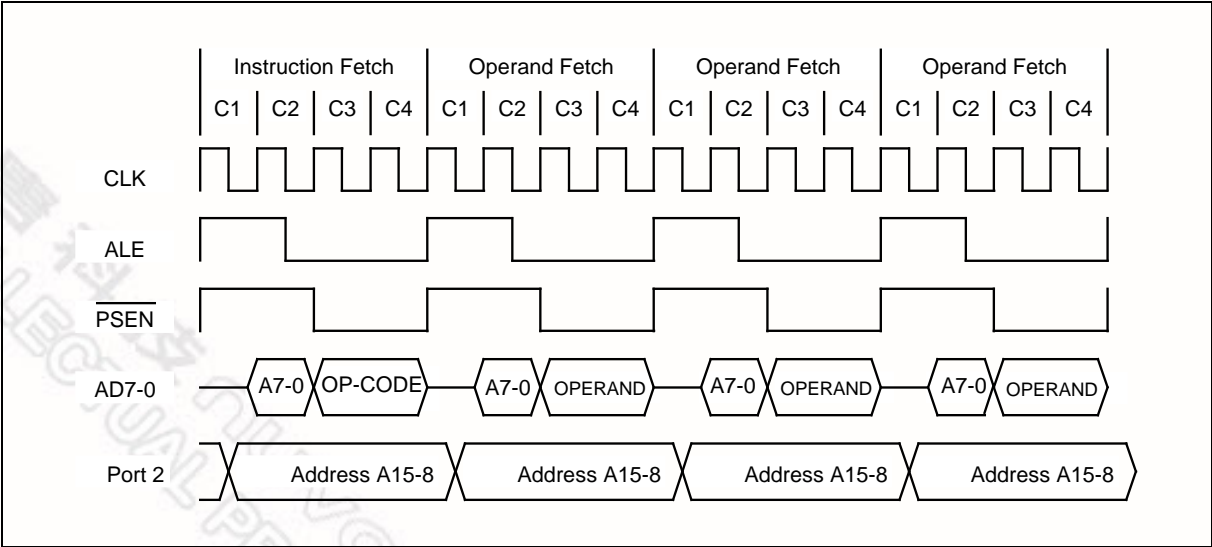 Instruction Fetch Operand Fetch Operand Fetch Operand Fetch
C1 C2 C3 C4 C1 C2 C3 C4 C1 C2 C3 C4 C1 C2 C3 C4
CLK
ALE
PSEN
AD7-0 A7-0 OP-CODE A7-0 OPERAND A7-0 OPERAND A7-0 OPERAND
Port 2 Address A15-8 Address A15-8 Address A15-8 Address A15-8